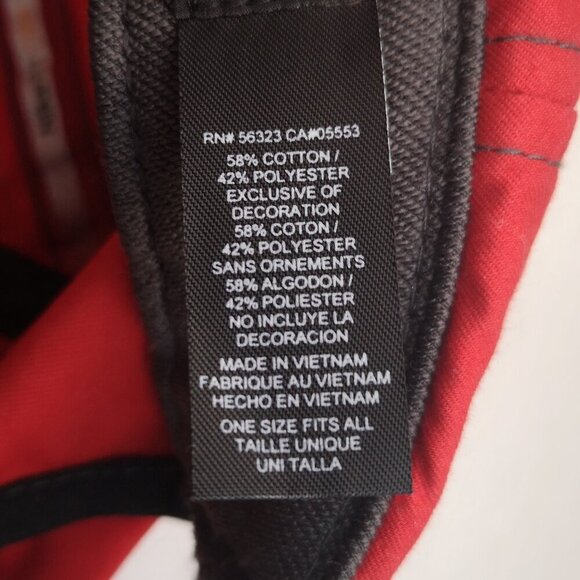 RN# 56323 CA#05553
58% COTTON /
42% POLYESTER
EXCLUSIVE OF
DECORATION
58% COTON /
42% POLYESTER
SANS ORNEMENTS
58% ALGODON /
42% POLIESTER
NO INCLUYE LA
DECORACION
MADE IN VIETNAM
FABRIQUE AU VIETNAM
HECHO EN VIETNAM
ONE SIZE FITS ALL
TAILLE UNIQUE
UNI TALLA